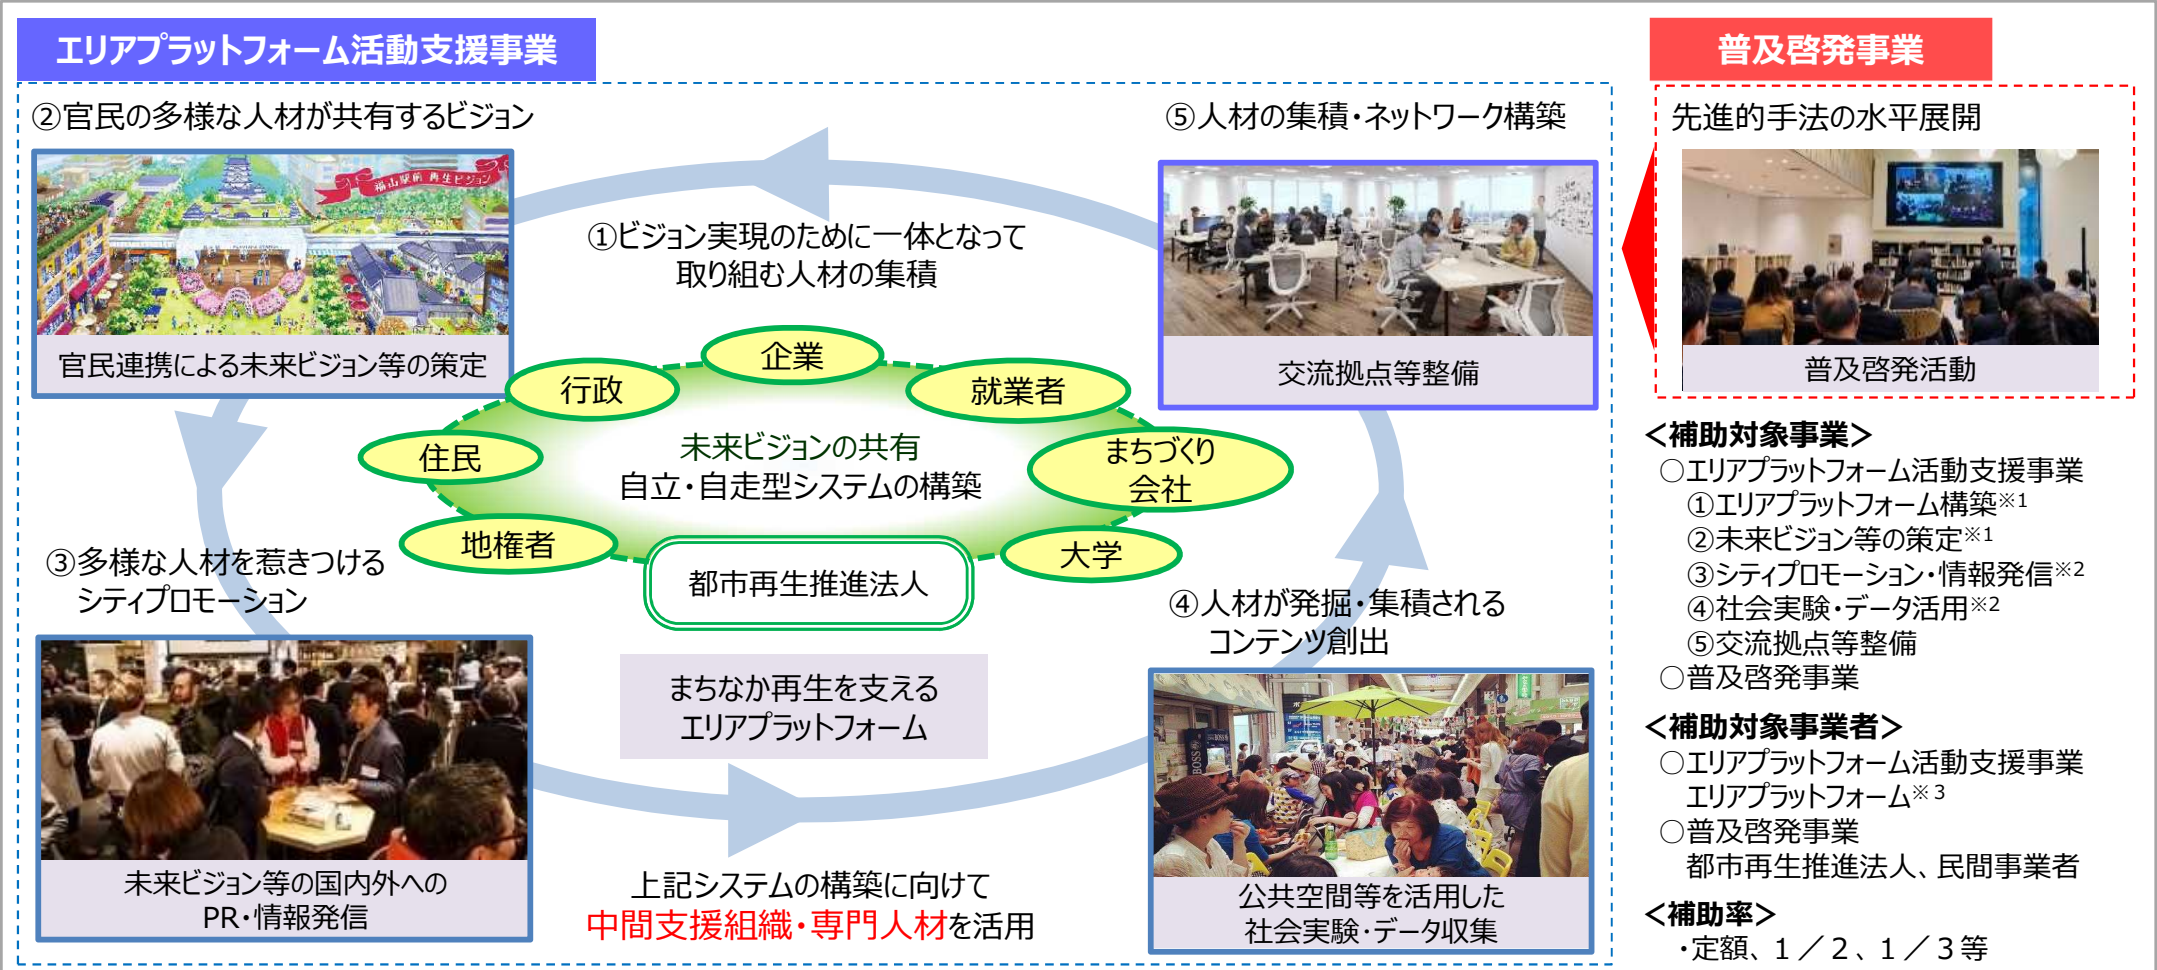 エリアプラットフォーム活動支援事業
②官民の多様な人材が共有するビジョン
福山駅前 再生ビジョン
官民連携による未来ビジョン等の策定
①ビジョン実現のために一体となって
取り組む人材の集積
⑤人材の集積・ネットワーク構築
交流拠点等整備
企業
行政
就業者
住民
まちづくり
会社
地権者
大学
未来ビジョンの共有
自立・自走型システムの構築
都市再生推進法人
③多様な人材を惹きつける
シティプロモーション
未来ビジョン等の国内外への
PR・情報発信
まちなか再生を支える
エリアプラットフォーム
④人材が発掘・集積される
コンテンツ創出
BOSS
公共空間等を活用した
社会実験・データ収集
上記システムの構築に向けて
中間支援組織・専門人材を活用
普及啓発事業
先進的手法の水平展開
普及啓発活動
<補助対象事業>
○エリアプラットフォーム活動支援事業
①エリアプラットフォーム構築※1
②未来ビジョン等の策定※1
③シティプロモーション・情報発信※2
④社会実験・データ活用※2
⑤交流拠点等整備
○普及啓発事業
<補助対象事業者>
○エリアプラットフォーム活動支援事業
エリアプラットフォーム※3
○普及啓発事業
都市再生推進法人、民間事業者
<補助率>
・定額、1／2、1／3等